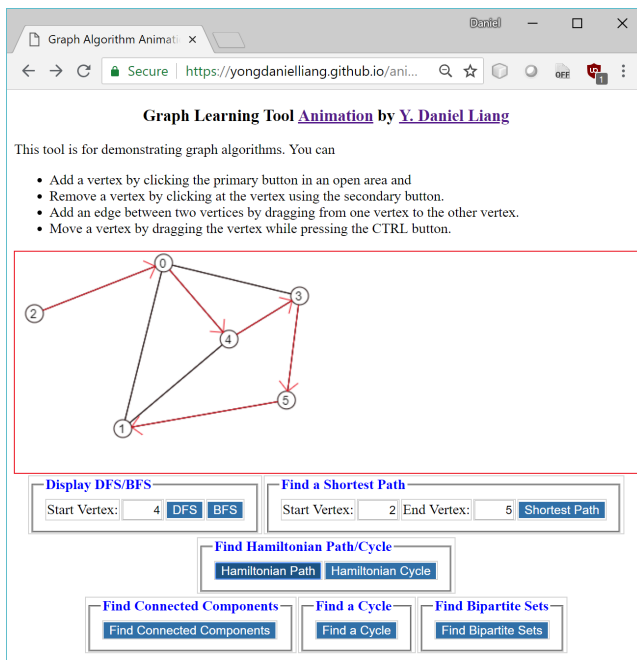 Daniel
Graph Algorithm Animati
Secure https://yongdanielliang.github.io/ani...
OFF
1
Graph Learning Tool Animation by Y. Daniel Liang
This tool is for demonstrating graph algorithms. You can
• Add a vertex by clicking the primary button in an open area and
• Remove a vertex by clicking at the vertex using the secondary button.
• Add an edge between two vertices by dragging from one vertex to the other vertex.
• Move a vertex by dragging the vertex while pressing the CTRL button.
0
3
2
4
5
1
Display DFS/BFS
Start Vertex: 4 DFS BFS
Find a Shortest Path
Start Vertex: 2 End Vertex: 5 Shortest Path
Find Hamiltonian Path/Cycle
Hamiltonian Path Hamiltonian Cycle
Find Connected Components
Find Connected Components
Find a Cycle
Find a Cycle
Find Bipartite Sets
Find Bipartite Sets